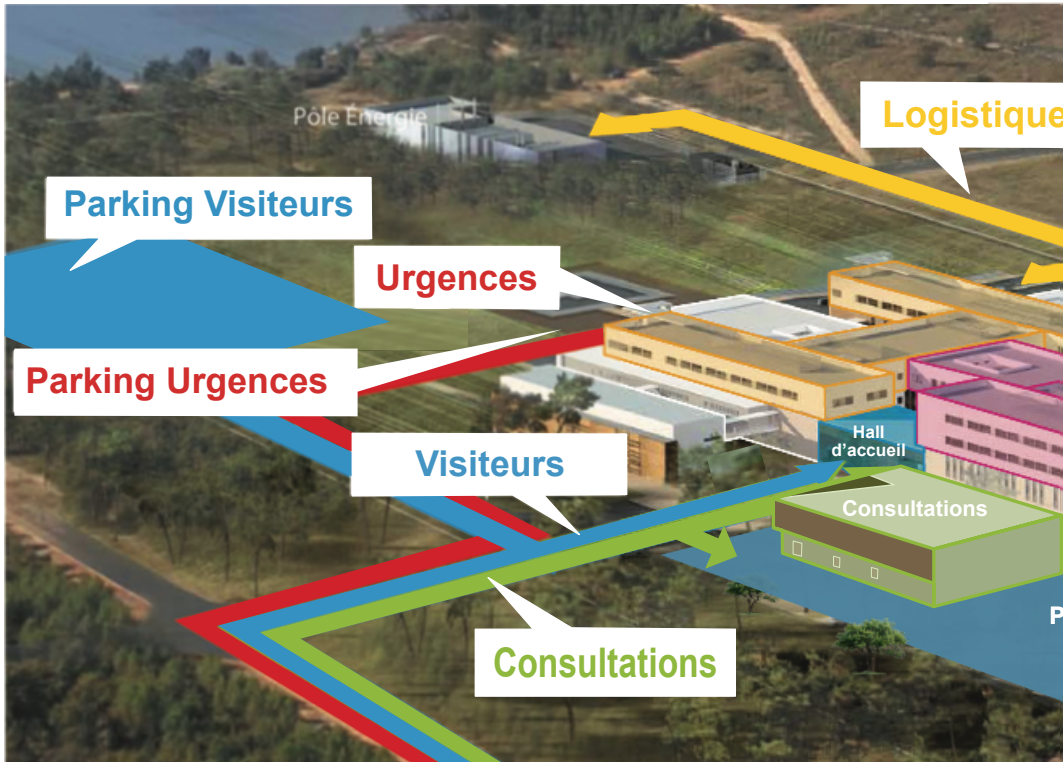 Pôle Énergie
Logistique
Parking Visiteurs
Urgences
Parking Urgences
Hall
d'accueil
Visiteurs
Consultations
P
Consultations